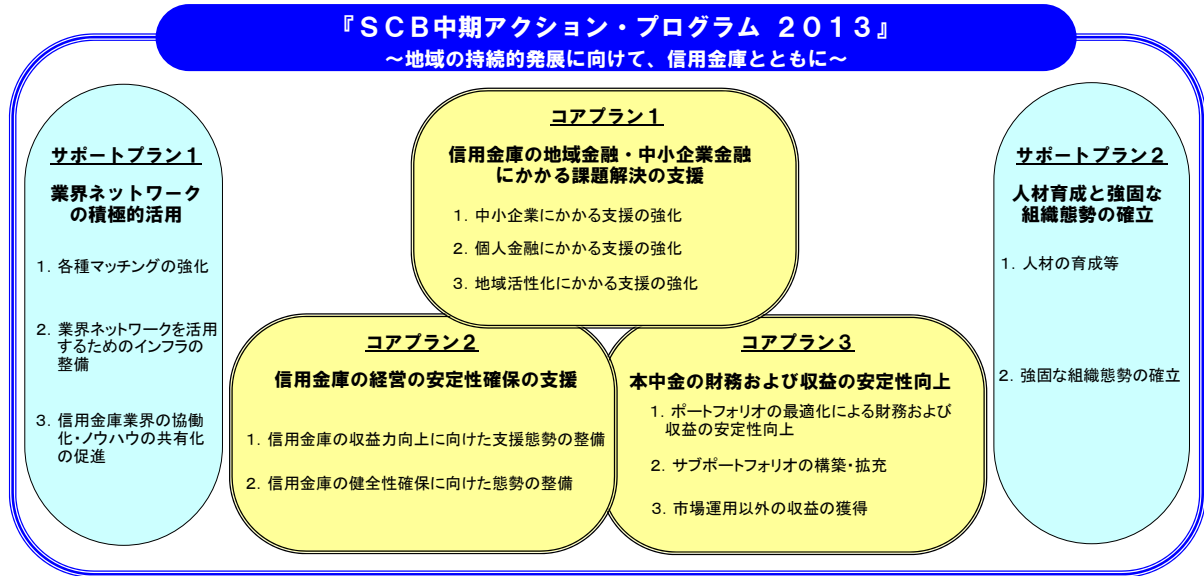 『SCB中期アクション・プログラム 2013』
～地域の持続的発展に向けて、信用金庫とともに～
サポートプラン1
業界ネットワーク
の積極的活用
1. 各種マッチングの強化
2. 業界ネットワークを活用
するためのインフラの
整備
3. 信用金庫業界の協働
化・ノウハウの共有化
の促進
コアプラン1
信用金庫の地域金融・中小企業金融
にかかる課題解決の支援
1. 中小企業にかかる支援の強化
2. 個人金融にかかる支援の強化
3. 地域活性化にかかる支援の強化
コアプラン2
信用金庫の経営の安定性確保の支援
1. 信用金庫の収益力向上に向けた支援態勢の整備
2. 信用金庫の健全性確保に向けた態勢の整備
コアプラン3
本中金の財務および収益の安定性向上
1. ポートフォリオの最適化による財務および
収益の安定性向上
2. サブポートフォリオの構築・拡充
3. 市場運用以外の収益の獲得
サポートプラン2
人材育成と強固な
組織態勢の確立
1. 人材の育成等
2. 強固な組織態勢の確立